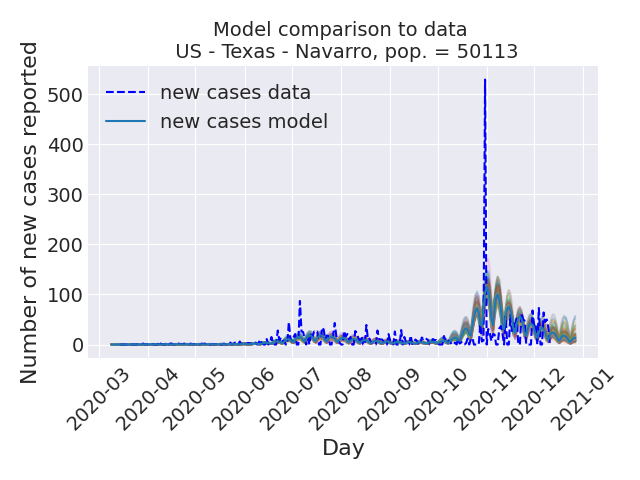 Model comparison to data
US - Texas - Navarro, pop. = 50113
Number of new cases reported
500
400
300
200
100
0
new cases data
new cases model
2020-03
2020-04
2020-05
2020-06
2020-07
2020-08
2020-09
2020-10
2020-11
2020-12
2021-01
Day